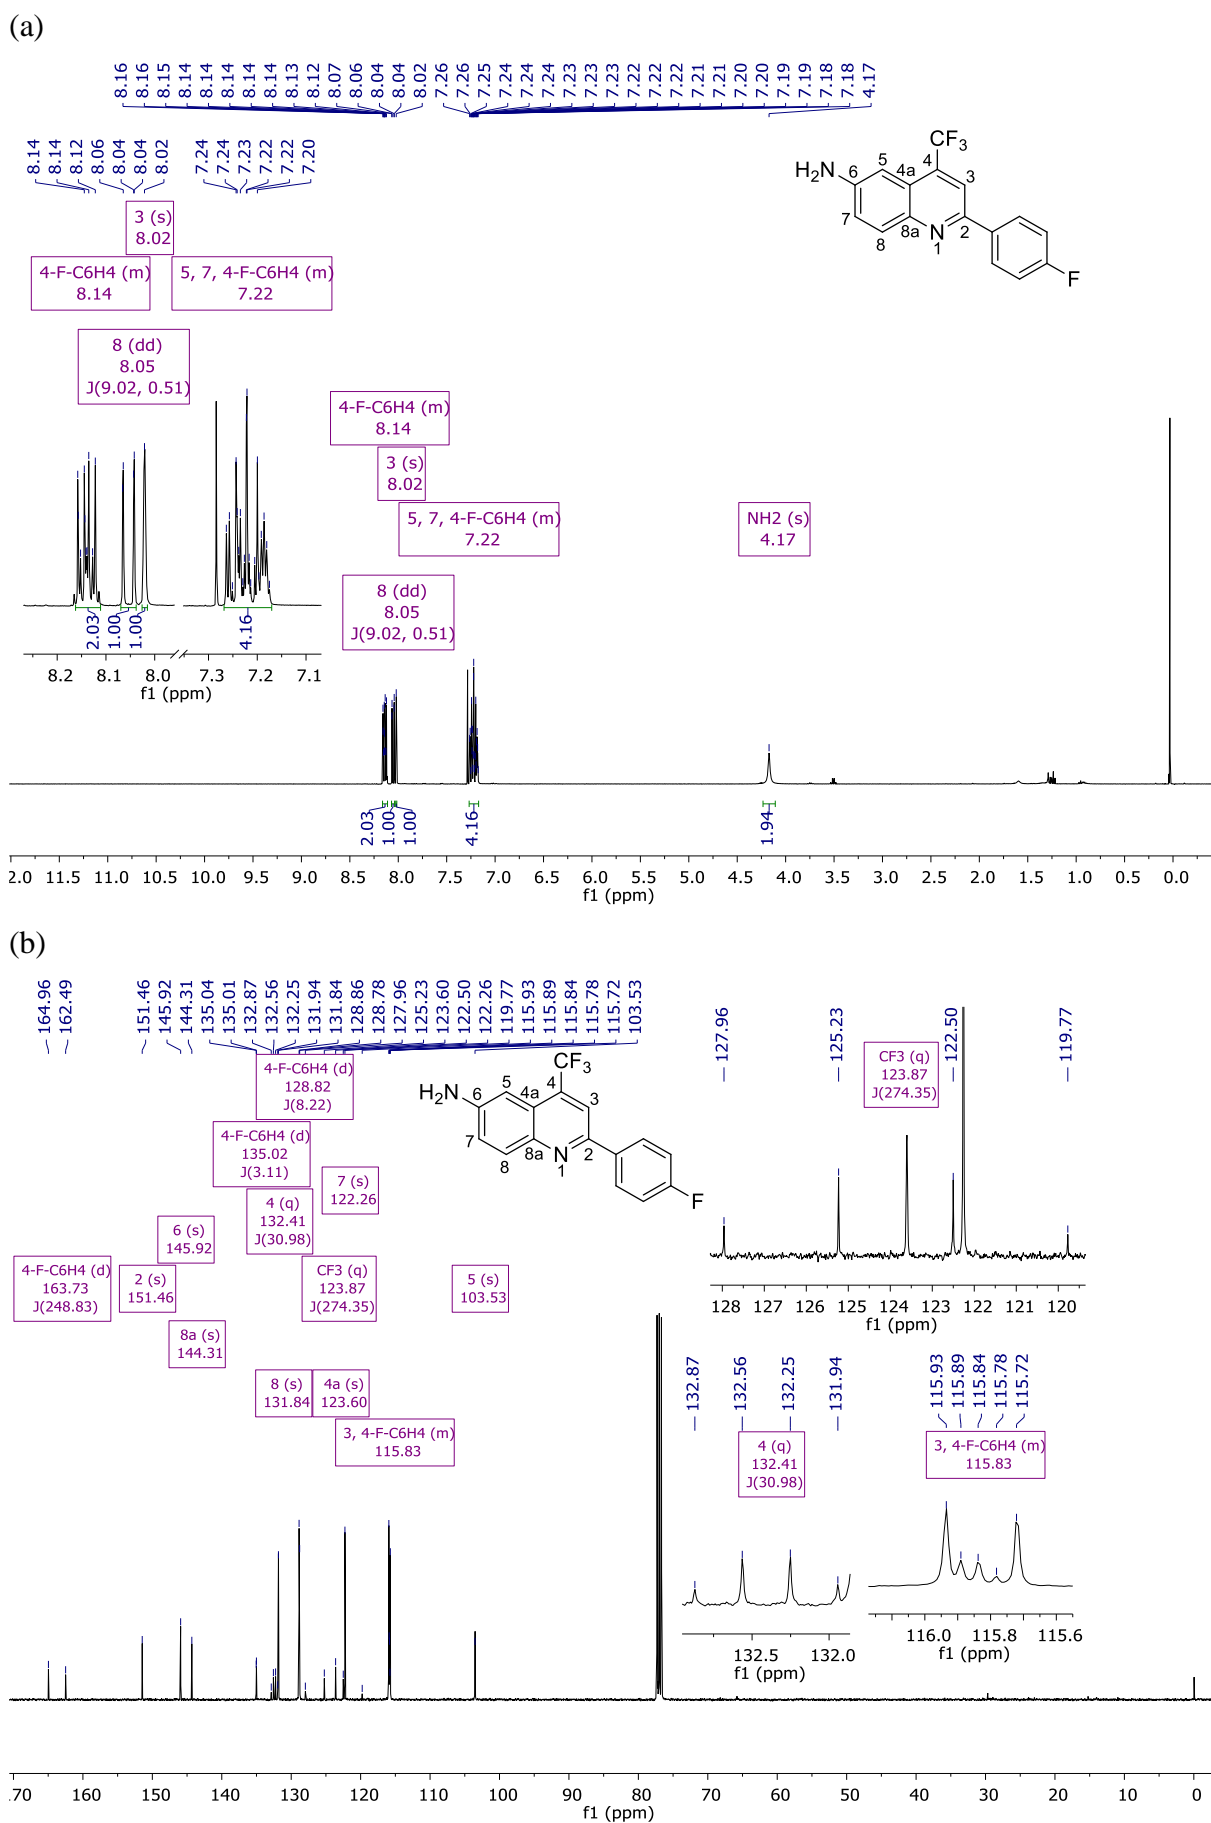 (a)
8.16 8.16 8.15 8.14 8.14 8.14 8.14 8.14 8.13 8.12 8.07 8.06 8.04 8.04 8.02 7.26 7.26 7.25 7.24 7.24 7.24 7.23 7.23 7.23 7.22 7.22 7.22 7.21 7.21 7.20 7.20 7.19 7.19 7.18 7.18 4.17
8.14 8.14 8.12 8.06 8.04 8.04 8.02 7.24 7.24 7.23 7.22 7.22 7.20
CF3
H2N 6 5 4a 4 3
7 8 8a N 1 2
F
3 (s)
8.02
4-F-C6H4 (m)
8.14
5, 7, 4-F-C6H4 (m)
7.22
8 (dd)
8.05
J(9.02, 0.51)
2.03 1.00 1.00 4.16
8.2 8.1 8.0 7.3 7.2 7.1
f1 (ppm)
4-F-C6H4 (m)
8.14
3 (s)
8.02
5, 7, 4-F-C6H4 (m)
7.22
NH2 (s)
4.17
8 (dd)
8.05
J(9.02, 0.51)
2.03 1.00 1.00 4.16 1.94
2.0 11.5 11.0 10.5 10.0 9.5 9.0 8.5 8.0 7.5 7.0 6.5 6.0 5.5 5.0 4.5 4.0 3.5 3.0 2.5 2.0 1.5 1.0 0.5 0.0
f1 (ppm)
(b)
164.96 162.49 151.46 145.92 144.31 135.04 135.01 132.87 132.56 132.25 131.94 131.84 128.86 128.78 127.96 125.23 123.60 122.50 122.26 119.77 115.93 115.89 115.84 115.78 115.72 103.53
4-F-C6H4 (d)
128.82
J(8.22)
4-F-C6H4 (d)
135.02
J(3.11)
7 (s)
122.26
4 (q)
132.41
J(30.98)
6 (s)
145.92
4-F-C6H4 (d)
163.73
J(248.83)
2 (s)
151.46
CF3 (q)
123.87
J(274.35)
5 (s)
103.53
8a (s)
144.31
8 (s)
131.84
4a (s)
123.60
3, 4-F-C6H4 (m)
115.83
CF3
H2N 6 5 4a 4 3
7 8 8a N 1 2
F
127.96 125.23 122.50 119.77
CF3 (q)
123.87
J(274.35)
128 127 126 125 124 123 122 121 120
f1 (ppm)
132.87 132.56 132.25 131.94
4 (q)
132.41
J(30.98)
132.5 132.0
f1 (ppm)
115.93 115.89 115.84 115.78 115.72
3, 4-F-C6H4 (m)
115.83
116.0 115.8 115.6
f1 (ppm)
170 160 150 140 130 120 110 100 90 80 70 60 50 40 30 20 10 0
f1 (ppm)